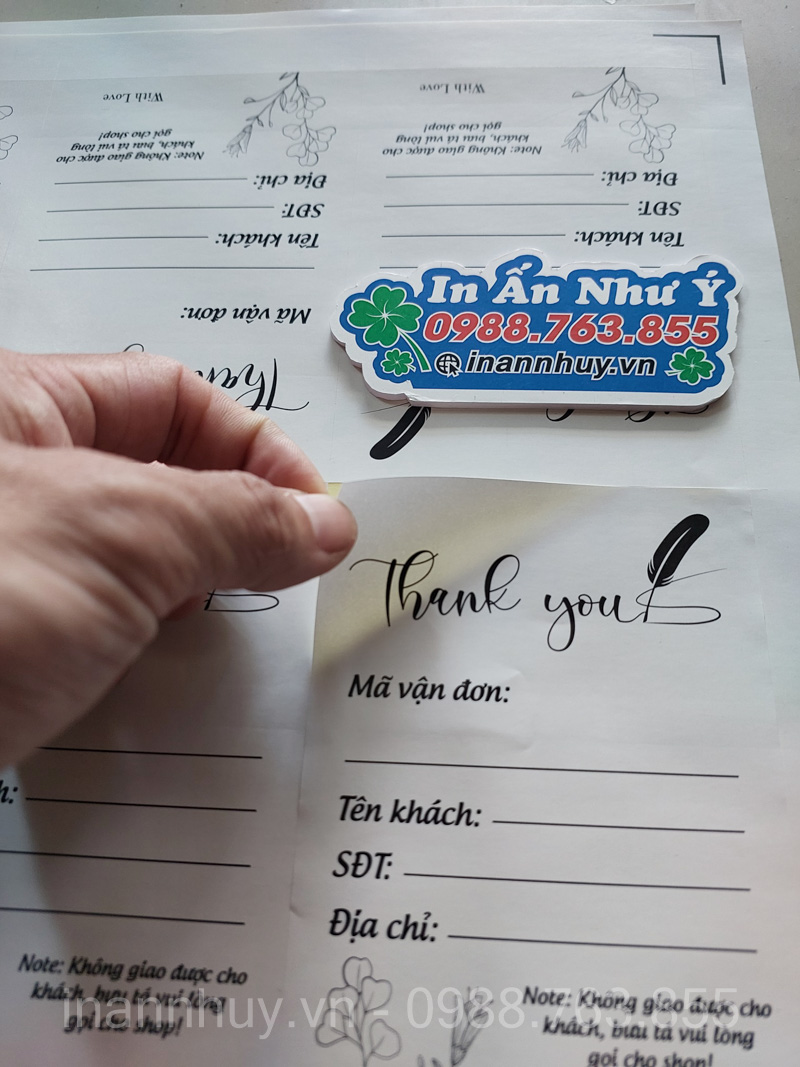 With Love
Note: Không giao được cho
khách, bưu tá vui lòng
gọi cho shop!
Địa chỉ:
SĐT:
Tên khách:
Mã vận đơn:
With Love
Note: Không giao được cho
khách, bưu tá vui lòng
gọi cho shop!
Địa chỉ:
SĐT:
Tên khách:
In Ấn Như Ý
0988.763.855
inannhuy.vn
Thank you
Mã vận đơn:
Tên khách:
SĐT:
Địa chỉ:
Note: Không giao được cho
khách, bưu tá vui lòng
gọi cho shop!
Note: Không giao được cho
khách, bưu tá vui lòng
gọi cho shop!
inannhuy.vn - 0988.763.855